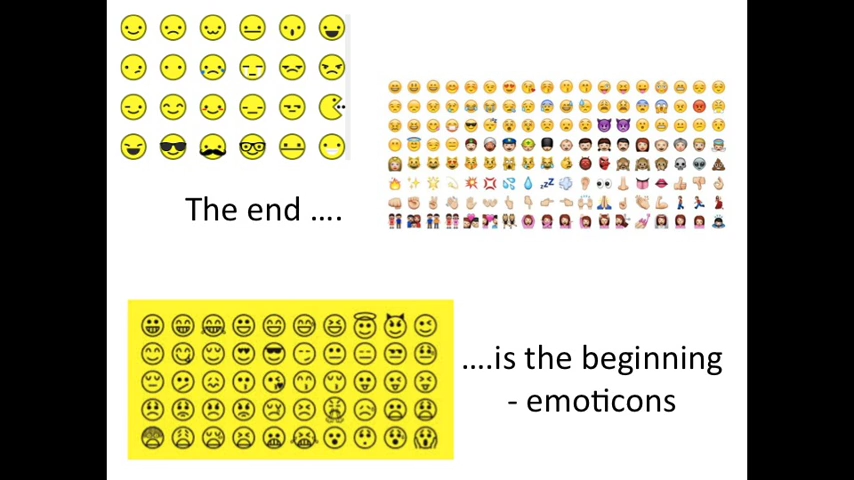 The end ....
....is the beginning
- emoticons